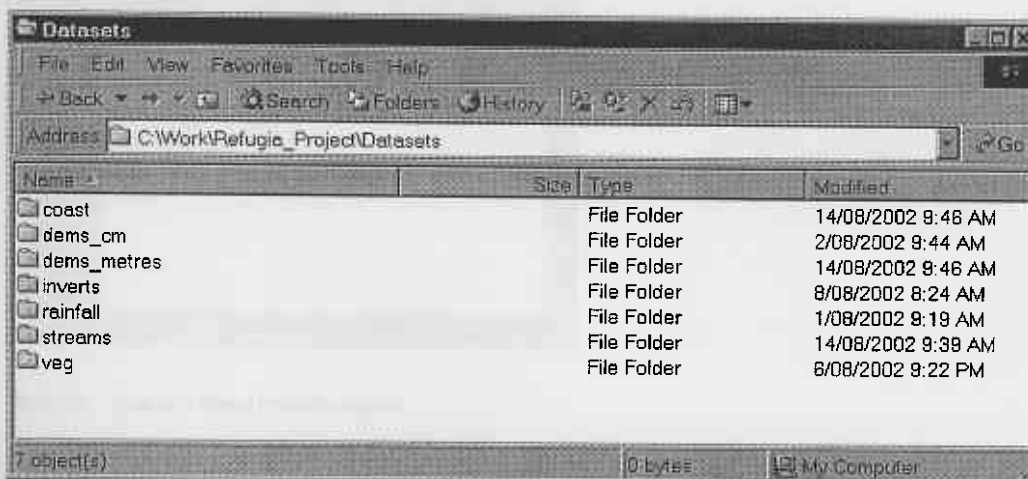 Datasets
File Edit View Favorites Tools Help
Back Search Folders History
Address C:\Work\Refugia_Project\Datasets Go
Name Size Type Modified
coast File Folder 14/08/2002 9:46 AM
dems_cm File Folder 2/08/2002 9:44 AM
dems_metres File Folder 14/08/2002 9:46 AM
inverts File Folder 8/08/2002 8:24 AM
rainfall File Folder 1/08/2002 9:19 AM
streams File Folder 14/08/2002 9:39 AM
veg File Folder 6/08/2002 9:22 PM
7 object(s) 0 bytes My Computer